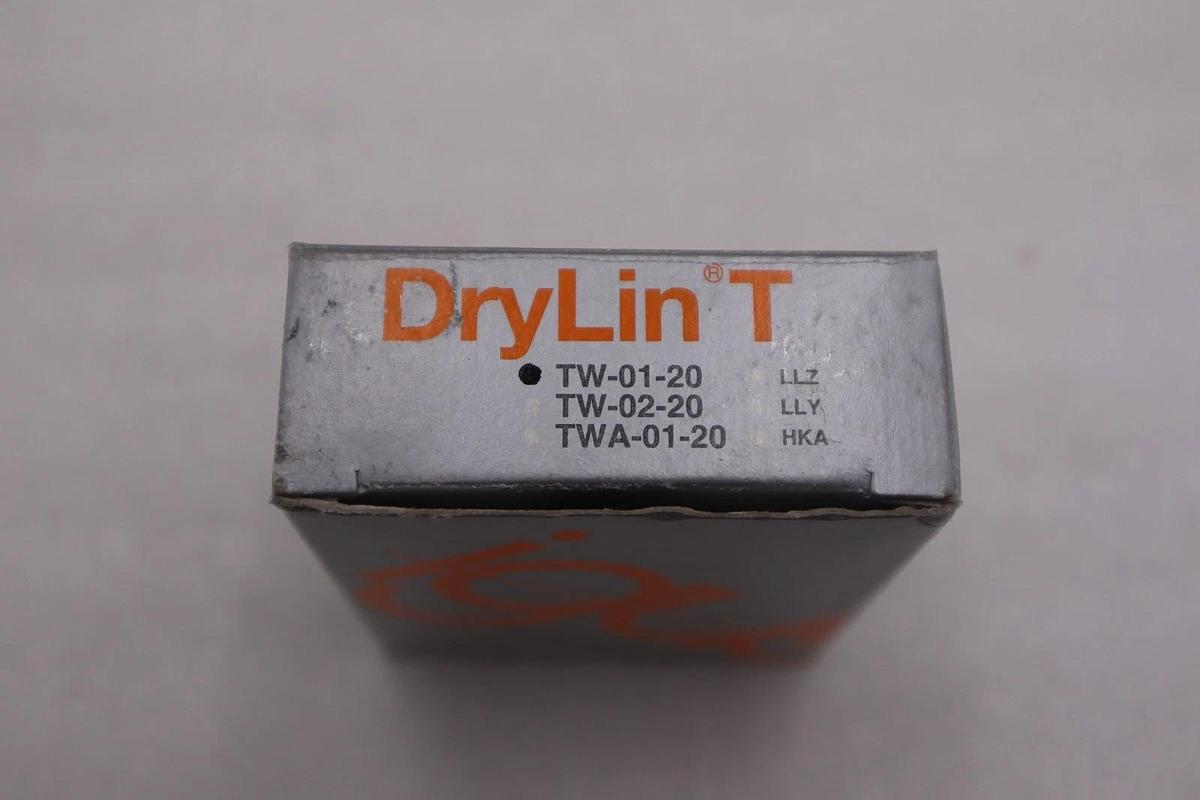 DryLin® T
● TW-01-20 LLZ
TW-02-20 LLY
TWA-01-20 HKA